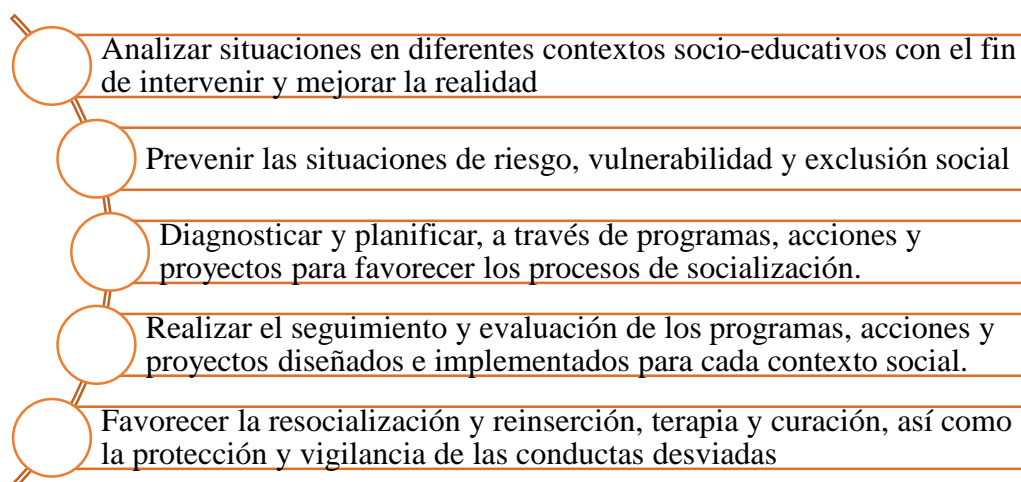 Analizar situaciones en diferentes contextos socio-educativos con el fin
de intervenir y mejorar la realidad
Prevenir las situaciones de riesgo, vulnerabilidad y exclusión social
Diagnosticar y planificar, a través de programas, acciones y
proyectos para favorecer los procesos de socialización.
Realizar el seguimiento y evaluación de los programas, acciones y
proyectos diseñados e implementados para cada contexto social.
Favorecer la resocialización y reinserción, terapia y curación, así como
la protección y vigilancia de las conductas desviadas